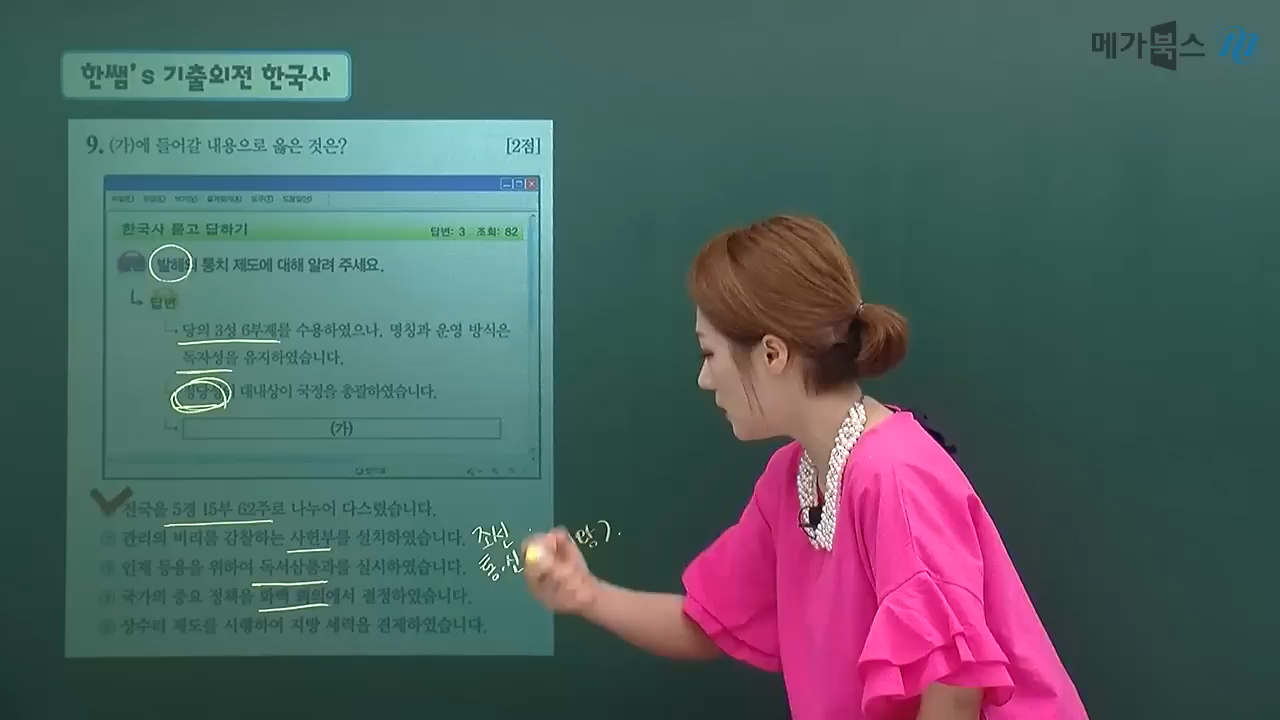 메가북스
한쌤's 기출외전 한국사
9. (가)에 들어갈 내용으로 옳은 것은? [2점]
한국사 묻고 답하기 답변: 3 조회: 82
발해의 통치 제도에 대해 알려 주세요.
답변
당의 3성 6부제를 수용하였으나, 명칭과 운영 방식은
독자성을 유지하였습니다.
정당성의 대내상이 국정을 총괄하였습니다.
(가)
전국을 5경 15부 62주로 나누어 다스렸습니다.
관리의 비리를 감찰하는 사헌부를 설치하였습니다.
조선
인재 등용을 위하여 독서삼품과를 실시하였습니다.
통·신
국가의 중요 정책을 화백 회의에서 결정하였습니다.
상수리 제도를 시행하여 지방 세력을 견제하였습니다.